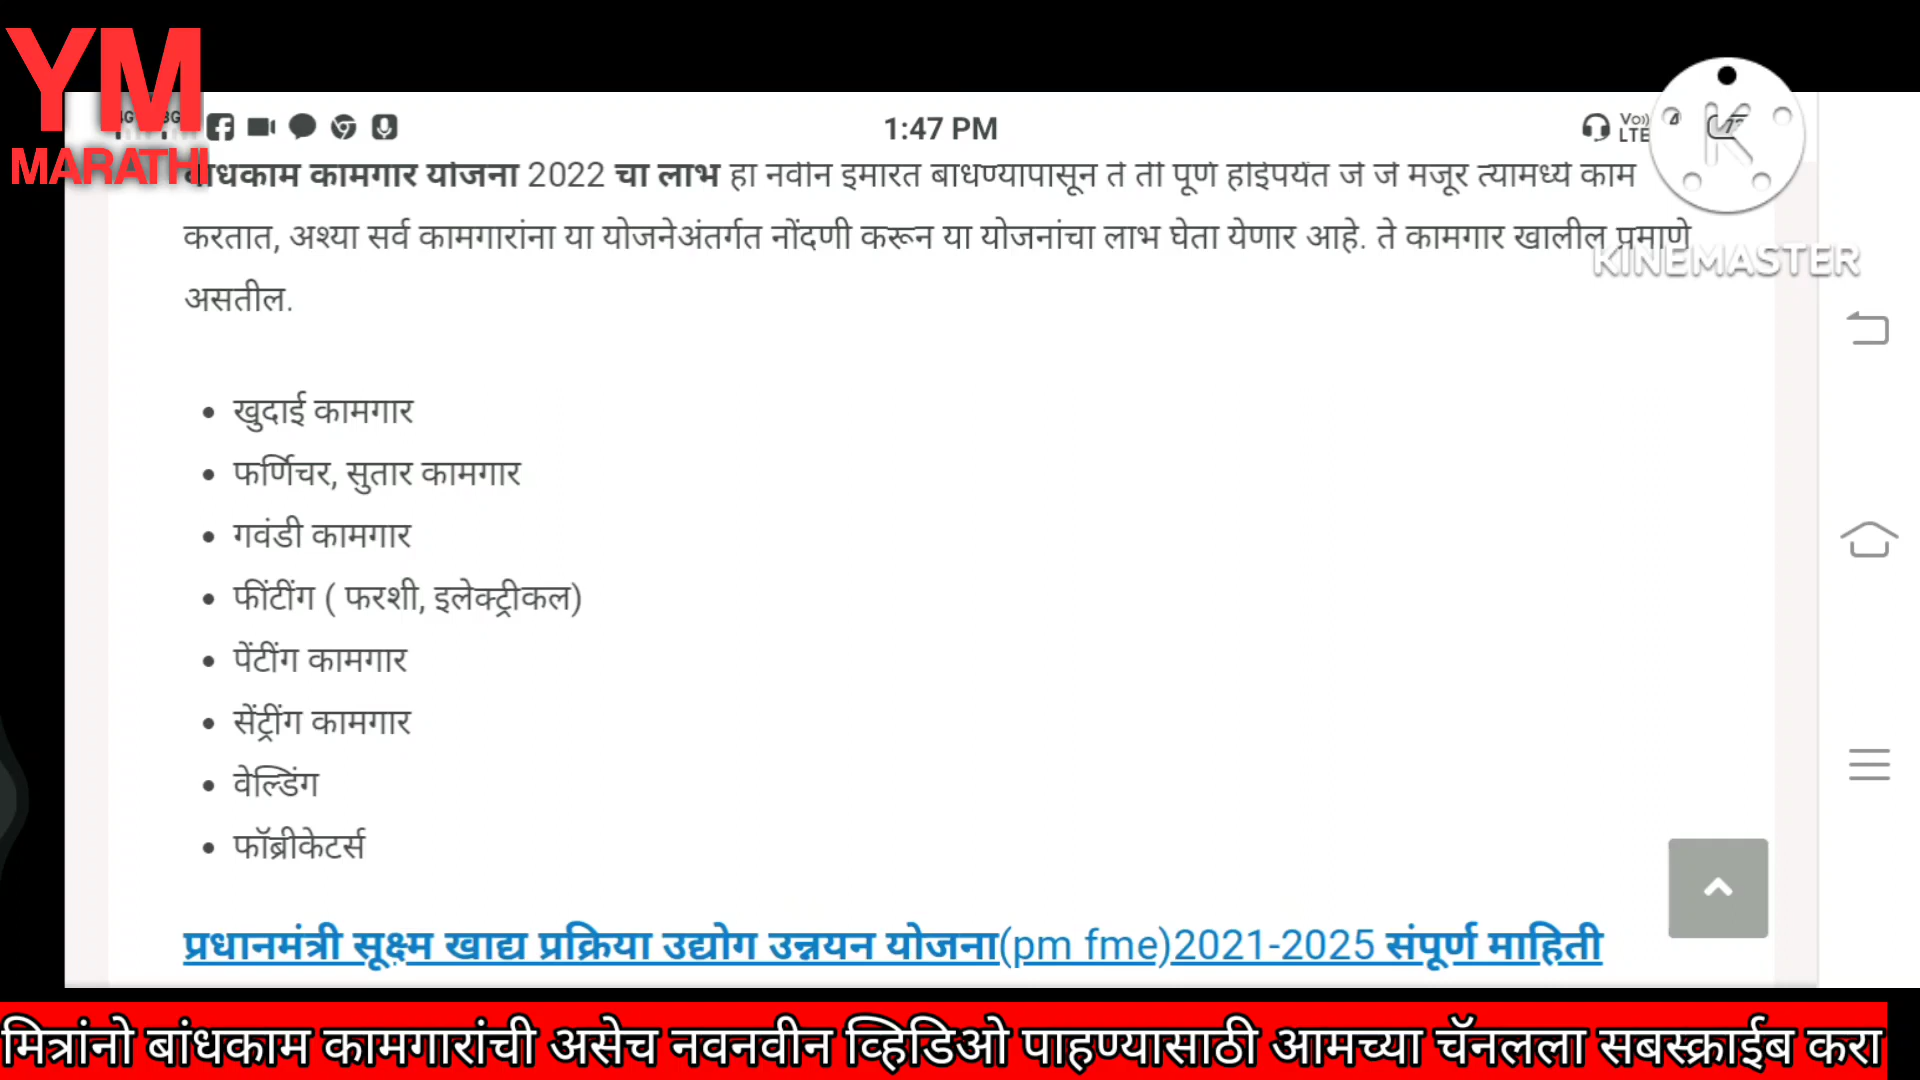 YM
MARATHI
1:47 PM
Vo)) LTE
बांधकाम कामगार योजना 2022 चा लाभ हा नवीन इमारत बांधण्यापासून ते ती पूर्ण होईपर्यंत जे जे मजूर त्यामध्ये काम
करतात, अश्या सर्व कामगारांना या योजनेअंतर्गत नोंदणी करून या योजनांचा लाभ घेता येणार आहे. ते कामगार खालील प्रमाणे
KINEMASTER
असतील.
• खुदाई कामगार
• फर्णिचर, सुतार कामगार
• गवंडी कामगार
• फींटींग ( फरशी, इलेक्ट्रीकल)
• पेंटींग कामगार
• सेंट्रींग कामगार
• वेल्डिंग
• फॉब्रीकेटर्स
प्रधानमंत्री सूक्ष्म खाद्य प्रक्रिया उद्योग उन्नयन योजना(pm fme)2021-2025 संपूर्ण माहिती
मित्रांनो बांधकाम कामगारांची असेच नवनवीन व्हिडिओ पाहण्यासाठी आमच्या चॅनलला सबस्क्राईब करा